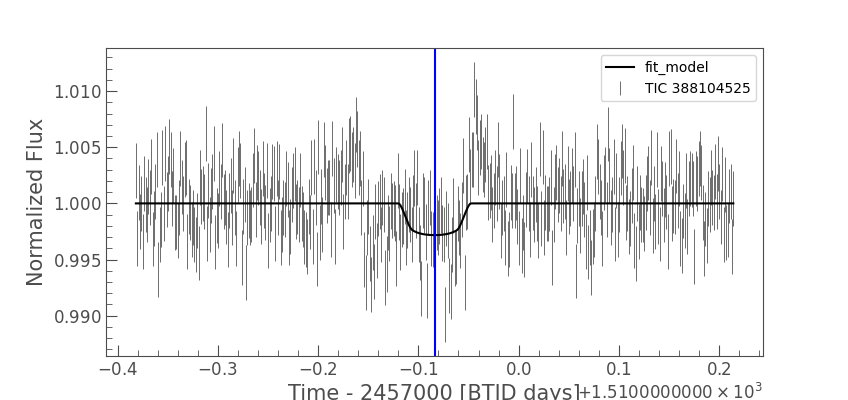 fit_model
TIC 388104525
Normalized Flux
1.010
1.005
1.000
0.995
0.990
−0.4 −0.3 −0.2 −0.1 0.0 0.1 0.2
Time - 2457000 [BTJD days]
+1.5100000000 × 10³